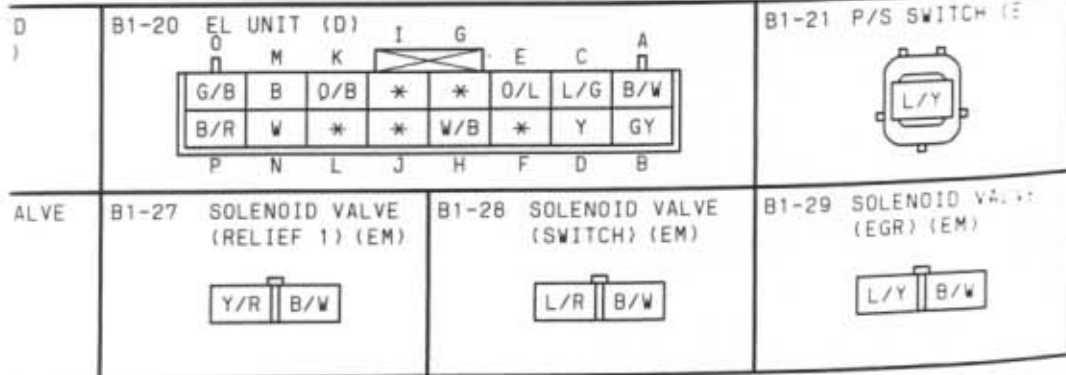 D
)
B1-20 EL UNIT (D)
O M K I G E C A
G/B B O/B * * O/L L/G B/W
B/R W * * W/B * Y GY
P N L J H F D B
B1-21 P/S SWITCH
L/Y
ALVE
B1-27 SOLENOID VALVE
(RELIEF 1) (EM)
Y/R B/W
B1-28 SOLENOID VALVE
(SWITCH) (EM)
L/R B/W
B1-29 SOLENOID VALVE
(EGR) (EM)
L/Y B/W